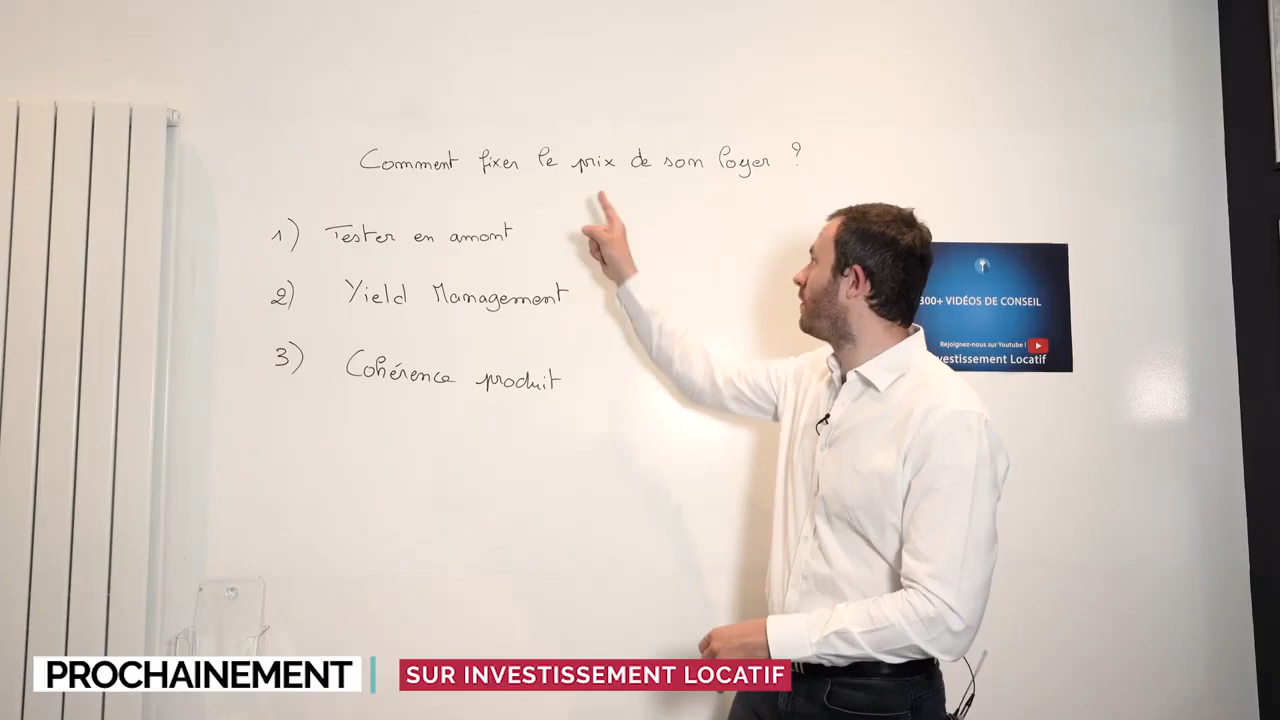 Comment fixer le prix de son loyer ?
1) Tester en amont
2) Yield Management
3) Cohérence produit
300+ VIDÉOS DE CONSEIL
Rejoignez-nous sur Youtube !
vestissement Locatif
PROCHAINEMENT
SUR INVESTISSEMENT LOCATIF